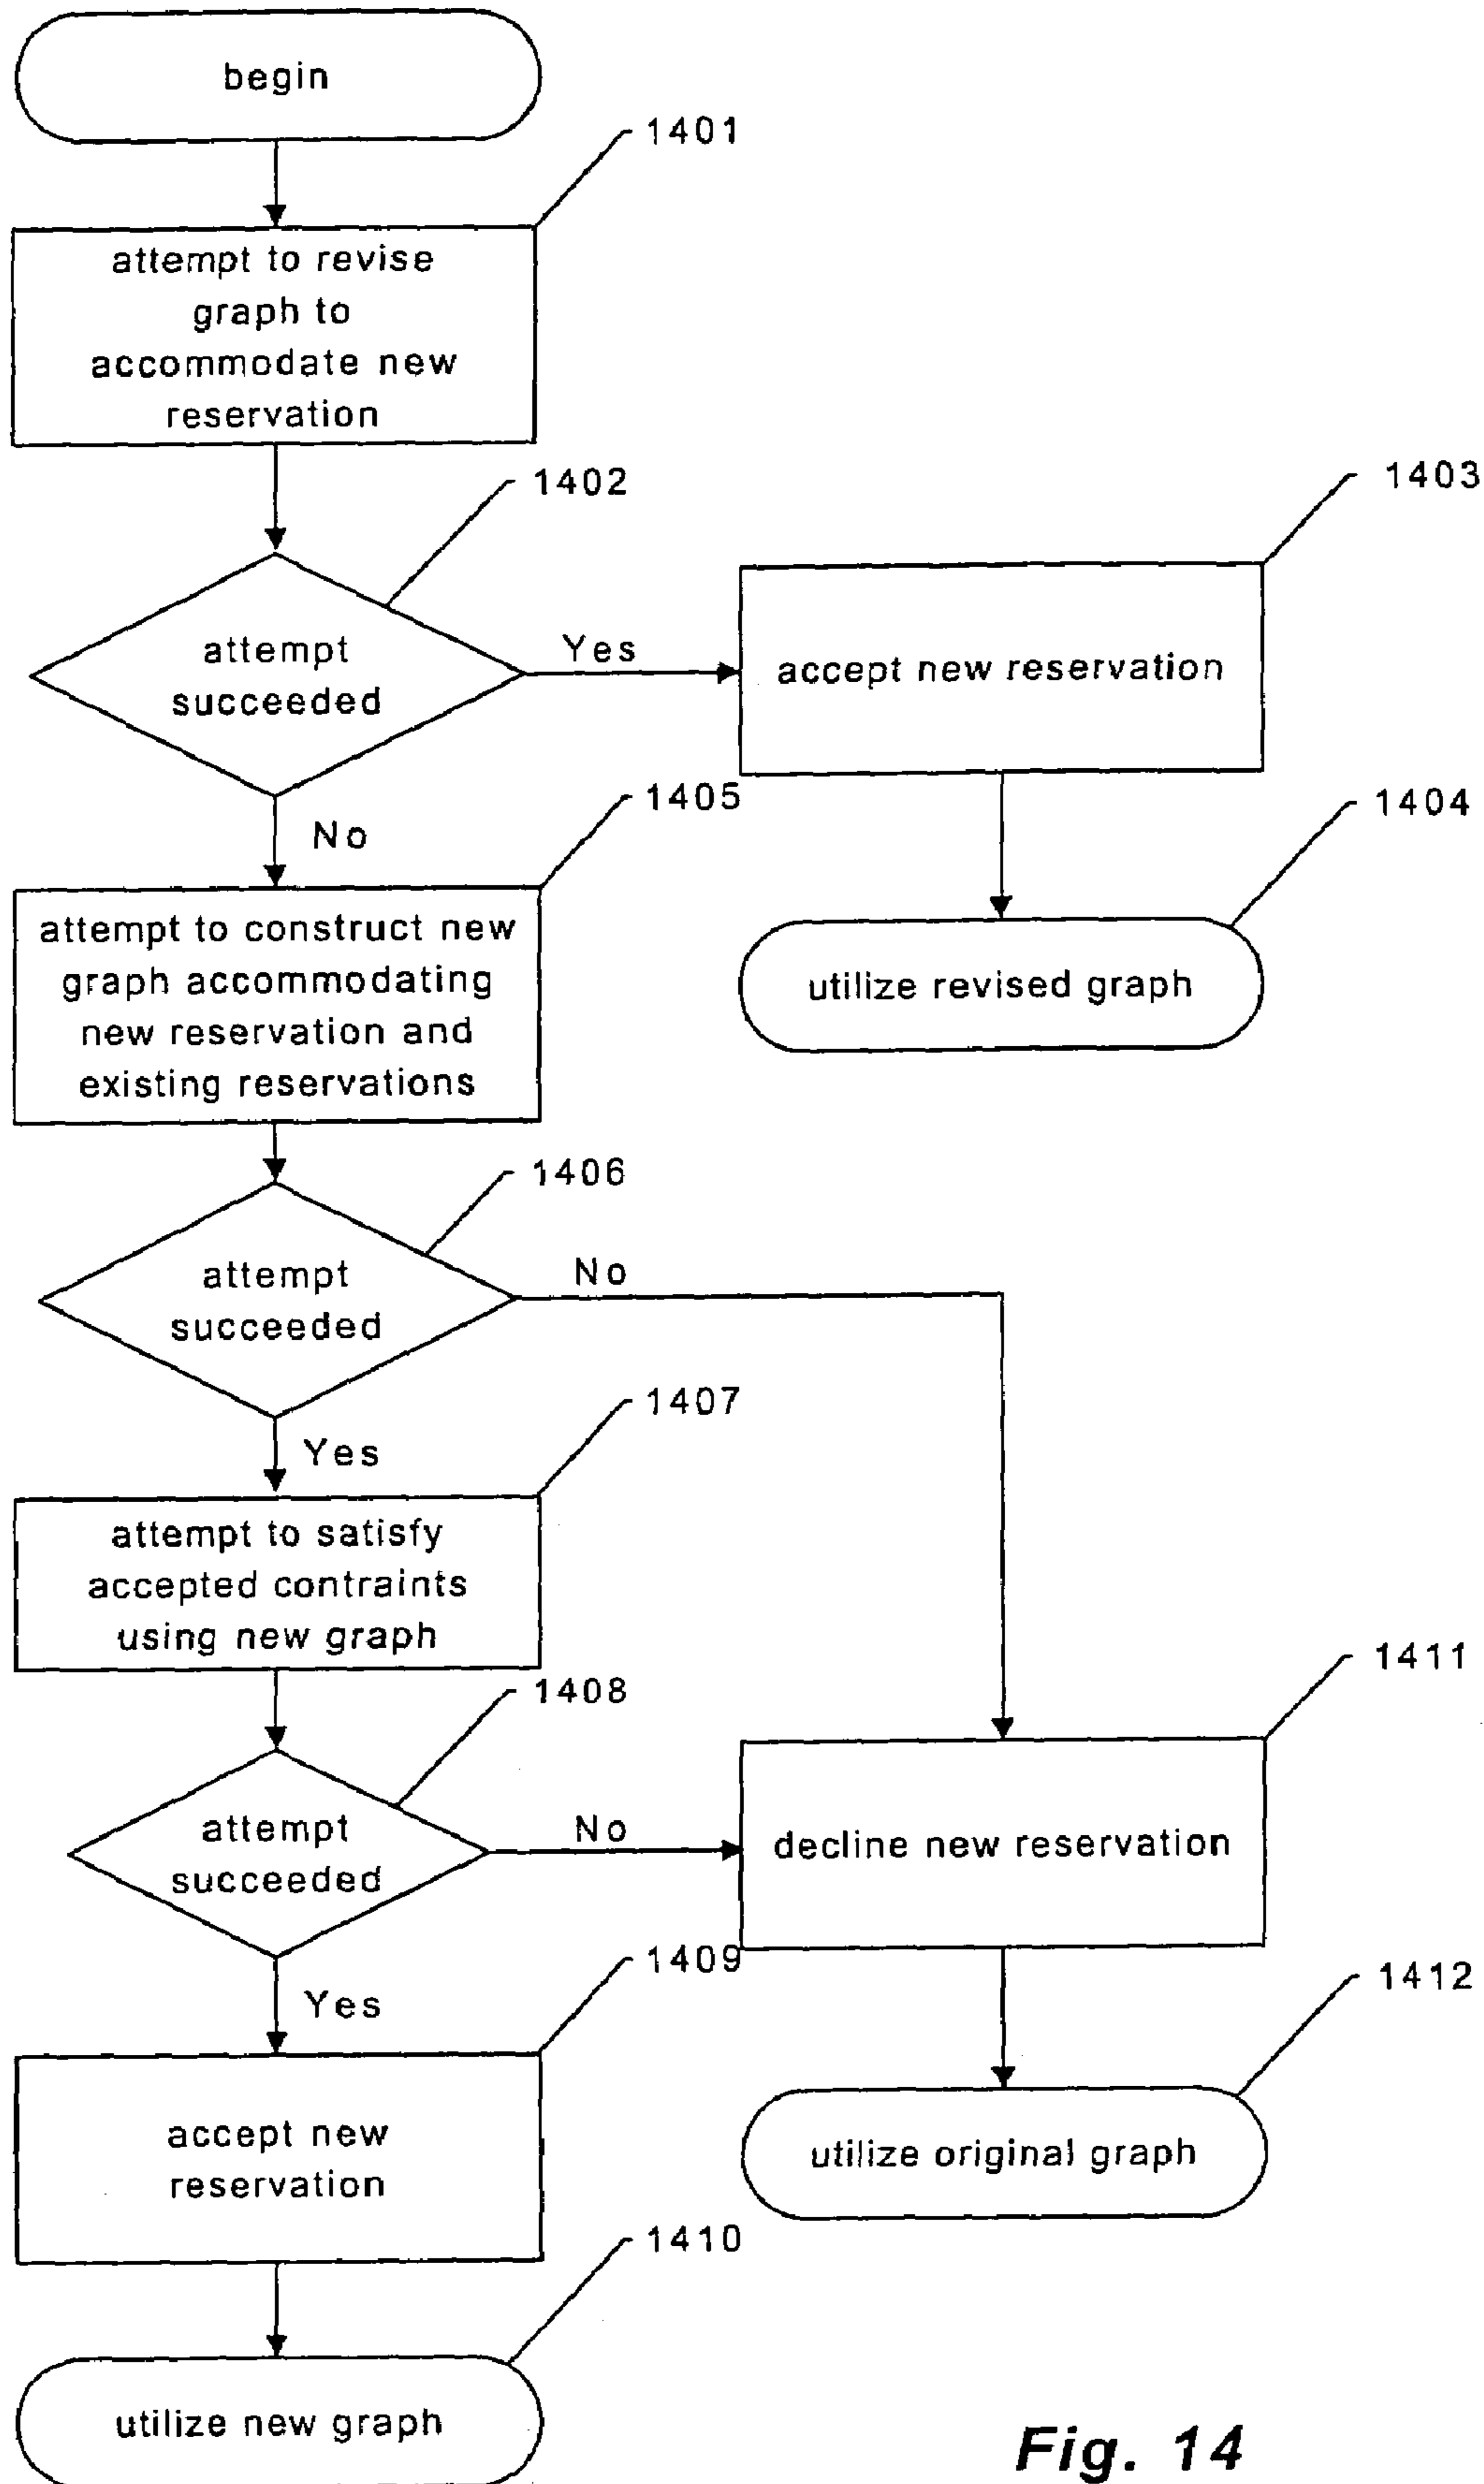 begin
1401
attempt to revise
graph to
accommodate new
reservation
1402
1403
attempt
succeeded
Yes
accept new reservation
No
1405
1404
attempt to construct new
graph accommodating
new reservation and
existing reservations
utilize revised graph
1406
attempt
succeeded
No
Yes
1407
attempt to satisfy
accepted contraints
using new graph
1408
1411
attempt
succeeded
No
decline new reservation
Yes
1409
1412
accept new
reservation
utilize original graph
1410
utilize new graph
Fig. 14